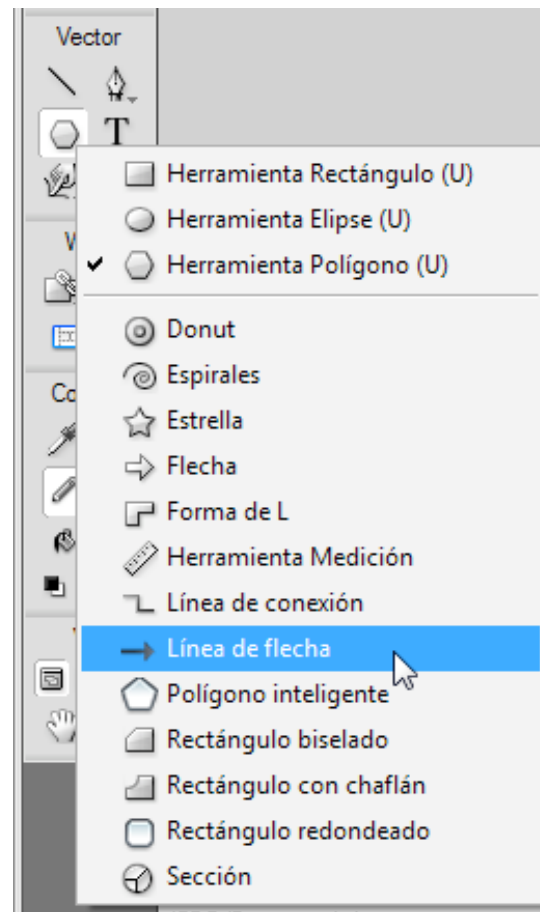 Vector
T
Herramienta Rectángulo (U)
Herramienta Elipse (U)
Herramienta Polígono (U)
Donut
Espirales
Estrella
Flecha
Forma de L
Herramienta Medición
Línea de conexión
Línea de flecha
Polígono inteligente
Rectángulo biselado
Rectángulo con chaflán
Rectángulo redondeado
Sección